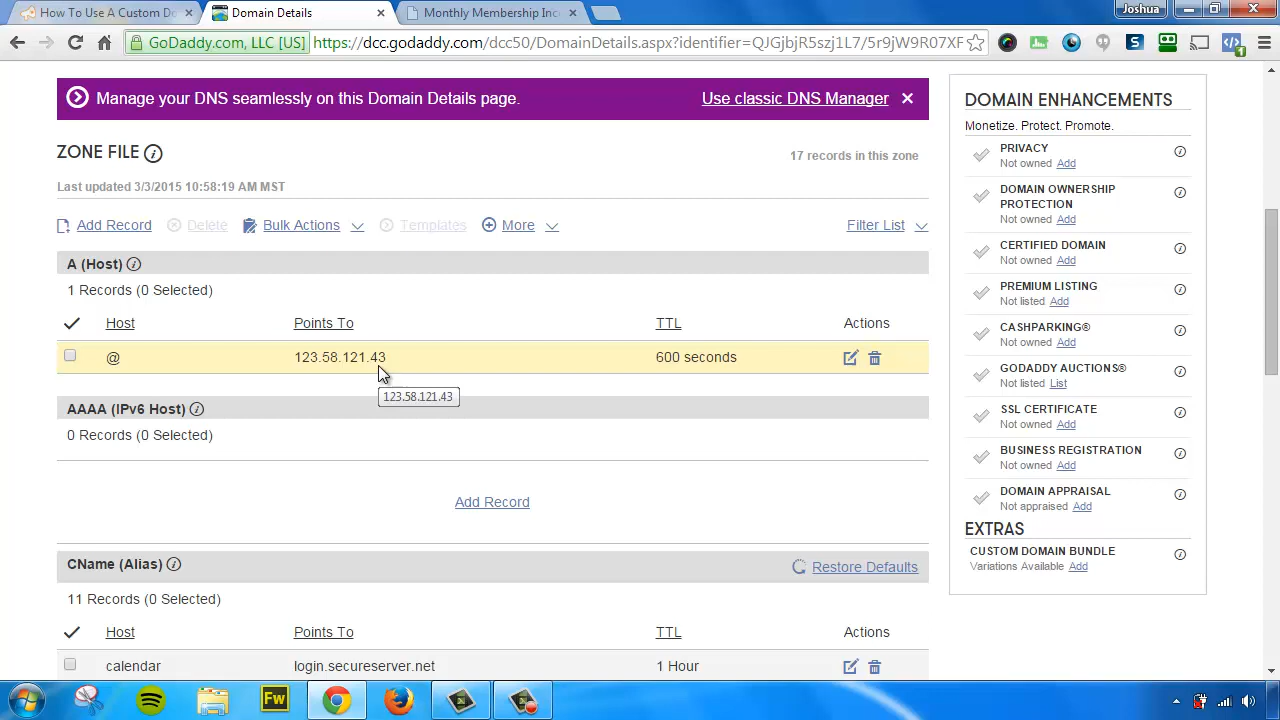 How To Use A Custom Do
Domain Details
Monthly Membership Inc
Joshua
GoDaddy.com, LLC [US]
https://dcc.godaddy.com/dcc50/DomainDetails.aspx?identifier=QJGjbjR5szj1L7/5r9jW9R07XF
Manage your DNS seamlessly on this Domain Details page.
Use classic DNS Manager
ZONE FILE
17 records in this zone
Last updated 3/3/2015 10:58:19 AM MST
Add Record
Delete
Bulk Actions
Templates
More
Filter List
A (Host)
1 Records (0 Selected)
Host
Points To
TTL
Actions
@
123.58.121.43
600 seconds
123.58.121.43
AAAA (IPv6 Host)
0 Records (0 Selected)
Add Record
CName (Alias)
Restore Defaults
11 Records (0 Selected)
Host
Points To
TTL
Actions
calendar
login.secureserver.net
1 Hour
DOMAIN ENHANCEMENTS
Monetize. Protect. Promote.
PRIVACY
Not owned Add
DOMAIN OWNERSHIP
PROTECTION
Not owned Add
CERTIFIED DOMAIN
Not owned Add
PREMIUM LISTING
Not listed Add
CASHPARKING®
Not owned Add
GODADDY AUCTIONS®
Not listed List
SSL CERTIFICATE
Not owned Add
BUSINESS REGISTRATION
Not owned Add
DOMAIN APPRAISAL
Not appraised Add
EXTRAS
CUSTOM DOMAIN BUNDLE
Variations Available Add
Fw